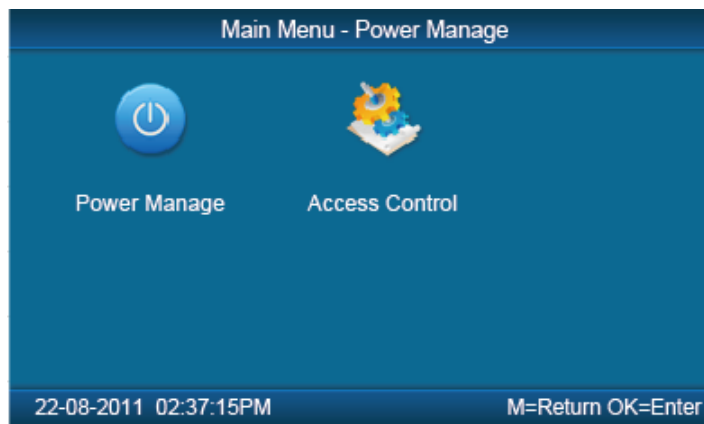 Main Menu - Power Manage
Power Manage Access Control
22-08-2011 02:37:15PM M=Return OK=Enter